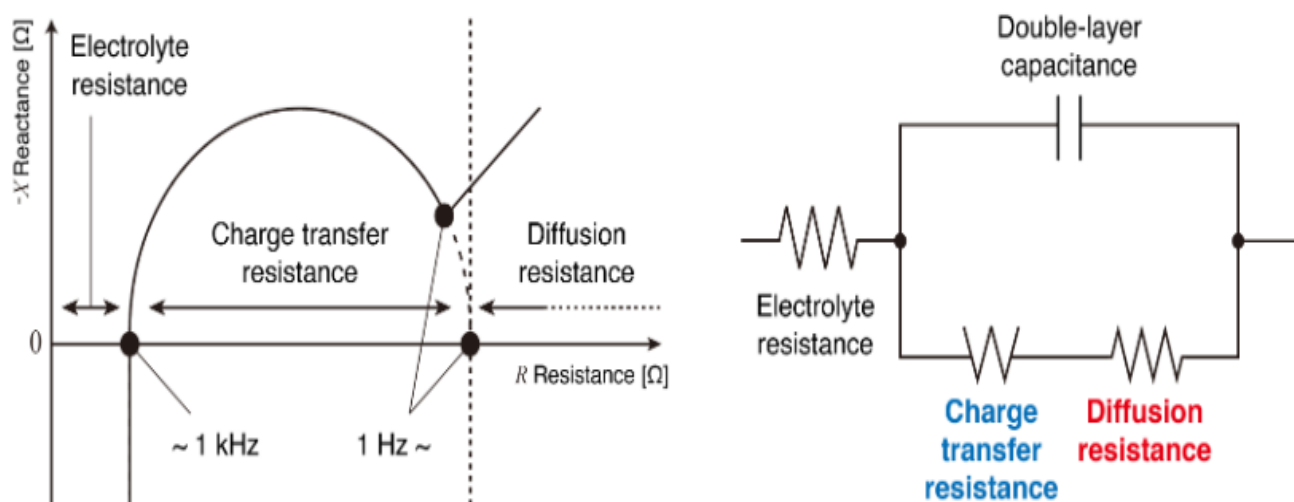 -X Reactance [Ω]
Electrolyte
resistance
Charge transfer
resistance
Diffusion
resistance
0
R Resistance [Ω]
~ 1 kHz
1 Hz ~
Double-layer
capacitance
Electrolyte
resistance
Charge
transfer
resistance
Diffusion
resistance